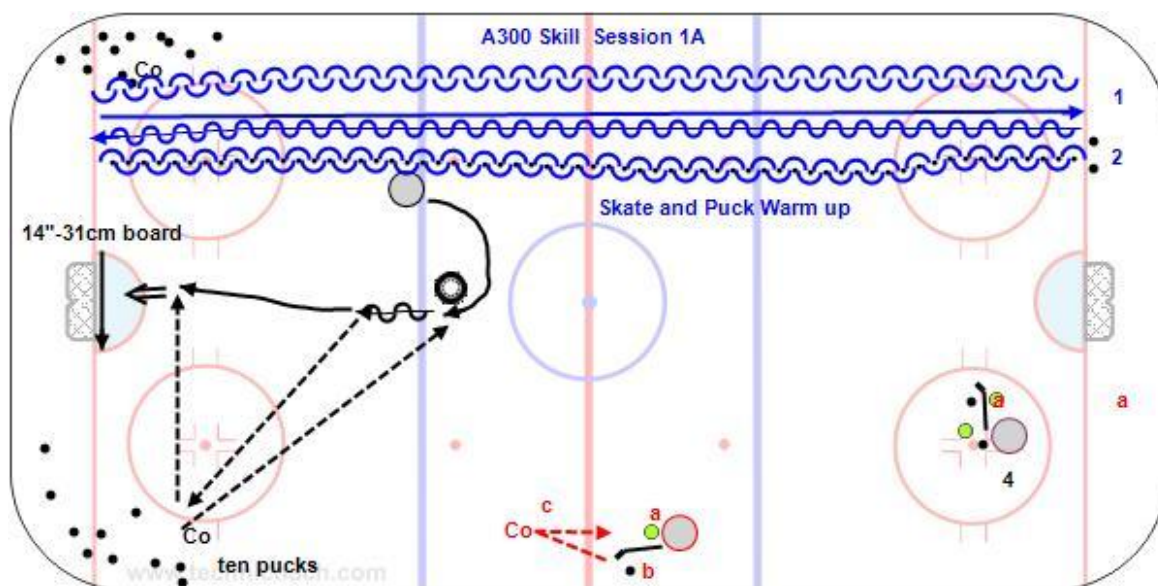 A300 Skill Session 1A
Co
1
2
Skate and Puck Warm up
14"-31cm board
a
a
4
c
a
Co
b
Co
ten pucks